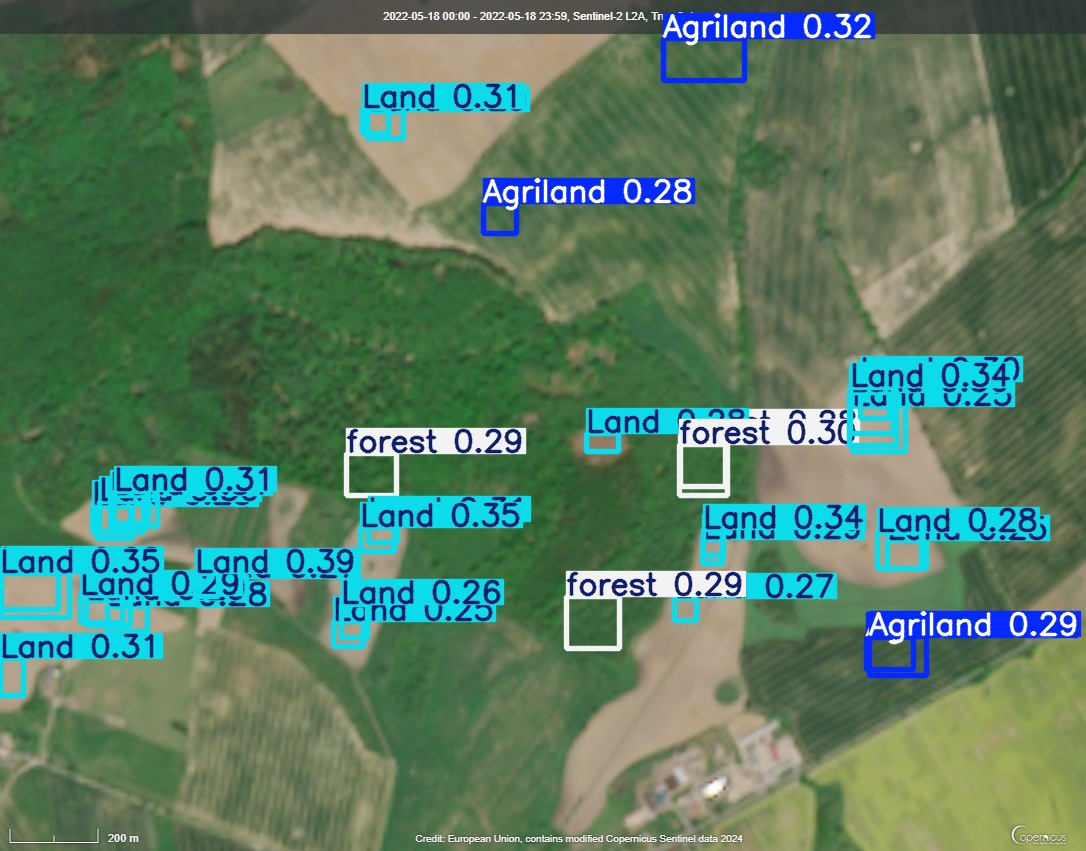 2022-05-18 00:00 - 2022-05-18 23:59, Sentinel-2 L2A,
Agriland 0.32
Land 0.31
Agriland 0.28
Land 0.34
Land
forest 0.30
forest 0.29
Land 0.31
Land 0.35
Land 0.34
Land 0.28
Land 0.35
Land 0.39
Land 0.29
Land 0.26
forest 0.29
0.27
Agriland 0.29
Land 0.31
200 m
Credit: European Union, contains modified Copernicus Sentinel data 2024
opernicus